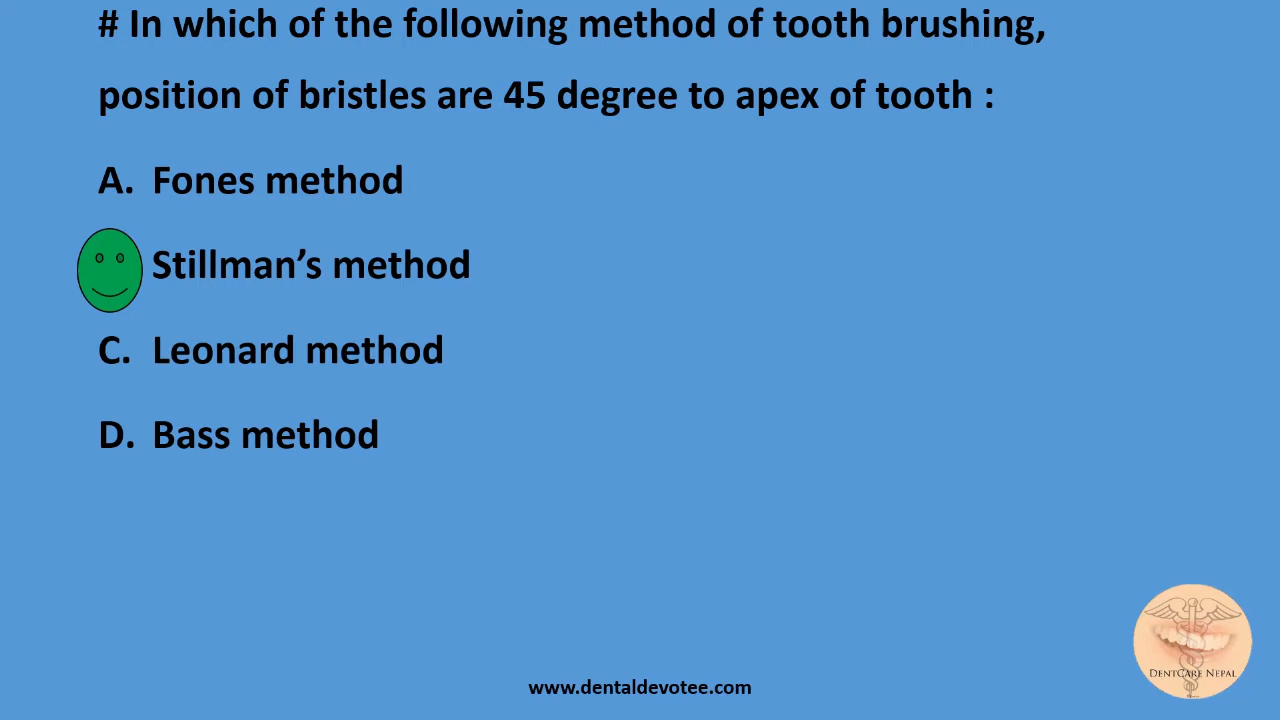 # In which of the following method of tooth brushing,
position of bristles are 45 degree to apex of tooth :
A. Fones method
Stillman’s method
C. Leonard method
D. Bass method
DentCare Nepal
www.dentaldevotee.com